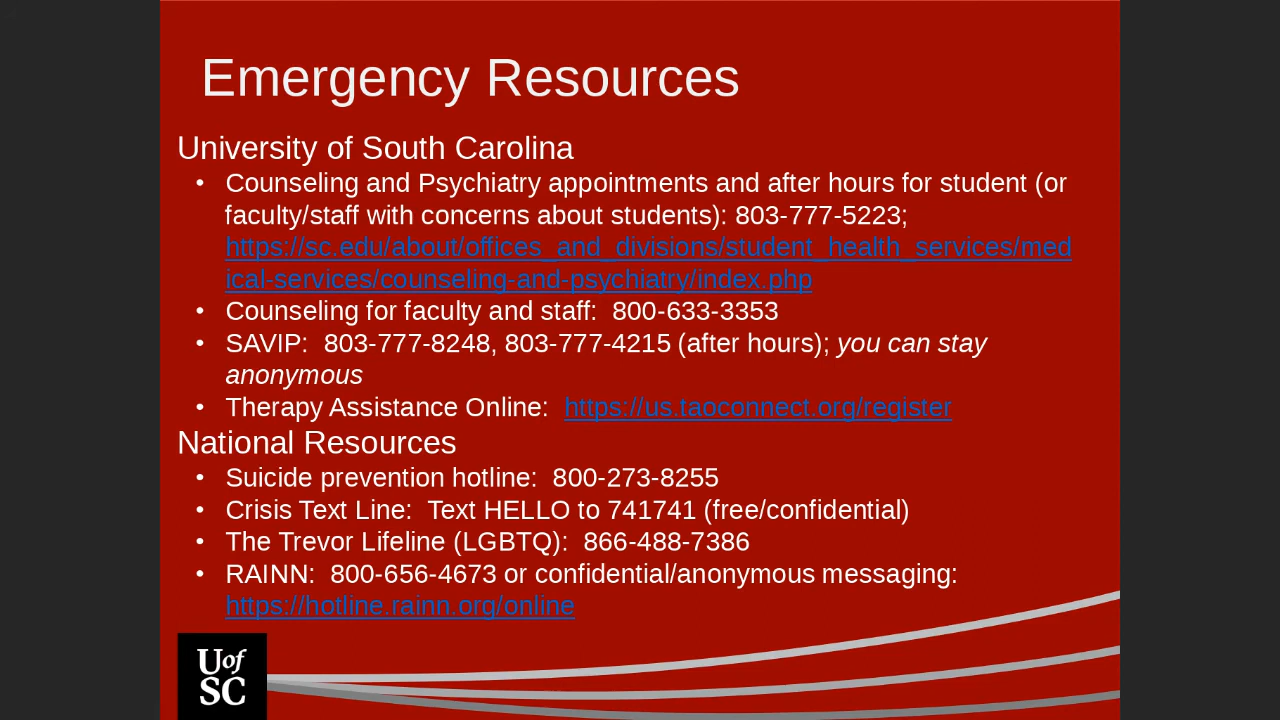 Emergency Resources
University of South Carolina
• Counseling and Psychiatry appointments and after hours for student (or
faculty/staff with concerns about students): 803-777-5223;
https://sc.edu/about/offices_and_divisions/student_health_services/med
ical-services/counseling-and-psychiatry/index.php
• Counseling for faculty and staff:  800-633-3353
• SAVIP:  803-777-8248, 803-777-4215 (after hours); you can stay
anonymous
• Therapy Assistance Online:  https://us.taoconnect.org/register
National Resources
• Suicide prevention hotline:  800-273-8255
• Crisis Text Line:  Text HELLO to 741741 (free/confidential)
• The Trevor Lifeline (LGBTQ):  866-488-7386
• RAINN:  800-656-4673 or confidential/anonymous messaging:
https://hotline.rainn.org/online
U of
SC